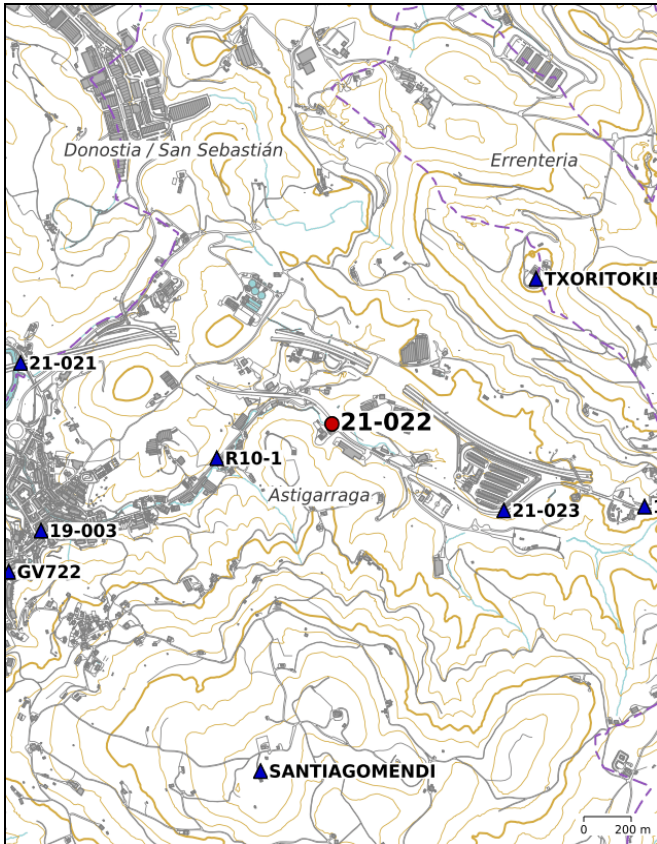 Donostia / San Sebastián
Errenteria
TXORITOKIE
21-021
21-022
R10-1
Astigarraga
21-023
19-003
GV722
SANTIAGOMENDI
0 200 m